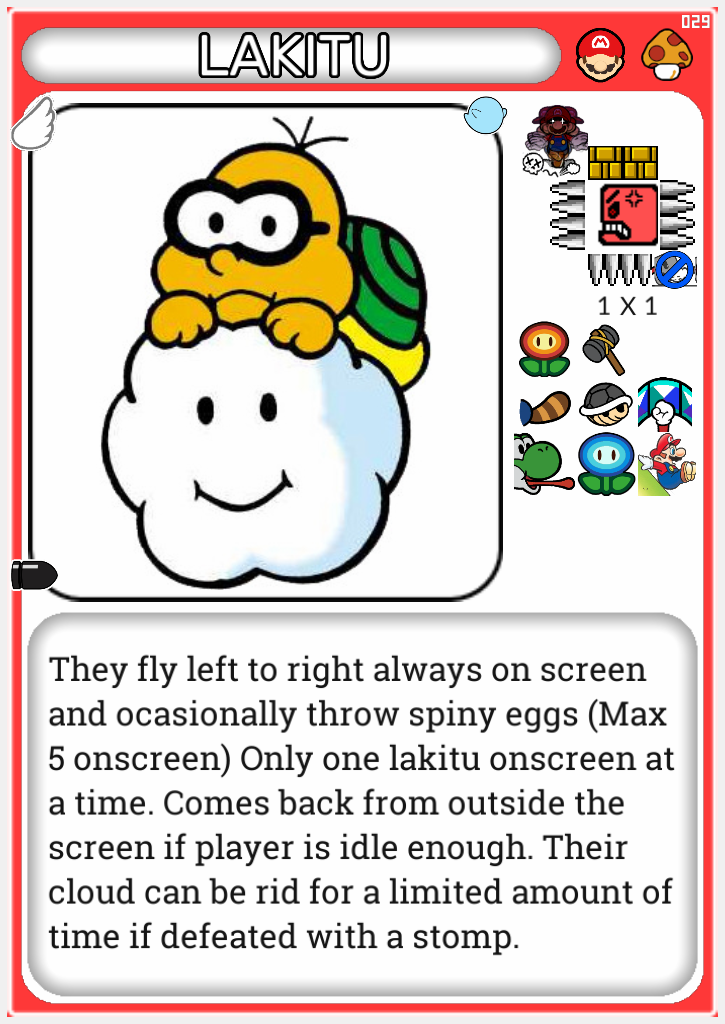 029
LAKITU
1 X 1
They fly left to right always on screen
and ocasionally throw spiny eggs (Max
5 onscreen) Only one lakitu onscreen at
a time. Comes back from outside the
screen if player is idle enough. Their
cloud can be rid for a limited amount of
time if defeated with a stomp.